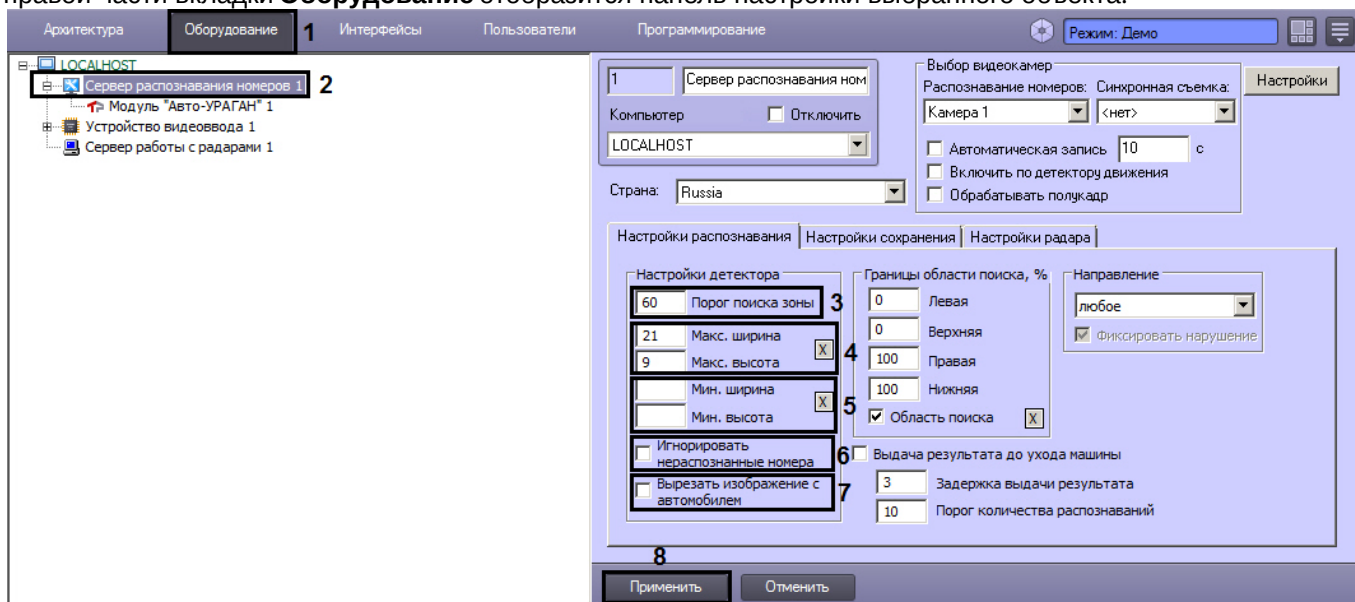 правой части вкладки Оборудование отобразится панель настройки выбранного объекта.
Архитектура Оборудование 1 Интерфейсы Пользователи Программирование Режим: Демо
LOCALHOST
Сервер распознавания номеров 1 2
Модуль "Авто-УРАГАН" 1
Устройство видеоввода 1
Сервер работы с радарами 1
1 Сервер распознавания ном
Компьютер Отключить
LOCALHOST
Страна: Russia
Выбор видеокамер
Распознавание номеров: Синхронная съемка:
Камера 1 <нет>
Автоматическая запись 10 с
Включить по детектору движения
Обрабатывать полукадр
Настройки
Настройки распознавания Настройки сохранения Настройки радара
Настройки детектора
60 Порог поиска зоны 3
21 Макс. ширина
9 Макс. высота
X 4
Мин. ширина
Мин. высота
X 5
Игнорировать
нераспознанные номера 6
Вырезать изображение с
автомобилем 7
Границы области поиска, %
0 Левая
0 Верхняя
100 Правая
100 Нижняя
Область поиска X
Направление
любое
Фиксировать нарушение
Выдача результата до ухода машины
3 Задержка выдачи результата
10 Порог количества распознаваний
8
Применить Отменить